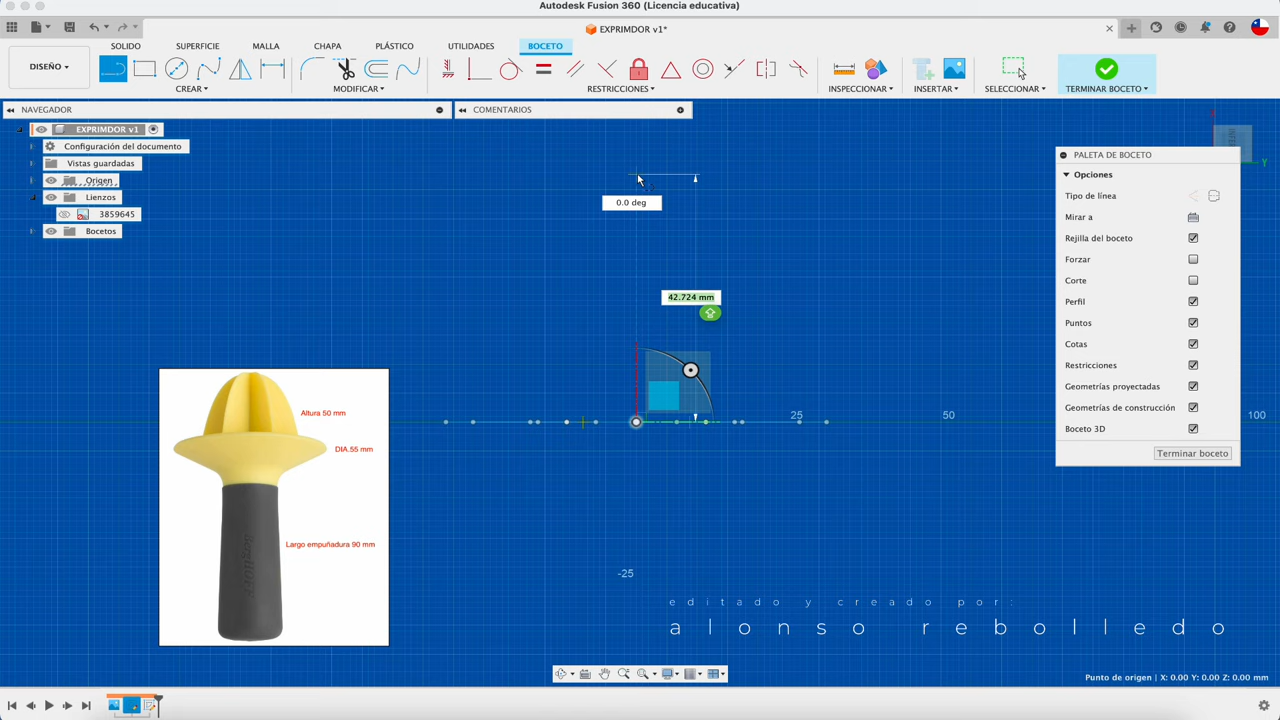 Autodesk Fusion 360 (Licencia educativa)
EXPRIMDOR v1*
DISEÑO
SOLIDO
SUPERFICIE
MALLA
CHAPA
PLÁSTICO
UTILIDADES
BOCETO
CREAR
MODIFICAR
RESTRICCIONES
INSPECCIONAR
INSERTAR
SELECCIONAR
TERMINAR BOCETO
NAVEGADOR
COMENTARIOS
EXPRIMDOR v1
Configuración del documento
Vistas guardadas
Origen
Lienzos
3859645
Bocetos
0.0 deg
42.724 mm
25
50
100
-25
Y
PALETA DE BOCETO
Opciones
Tipo de línea
Mirar a
Rejilla del boceto
Forzar
Corte
Perfil
Puntos
Cotas
Restricciones
Geometrías proyectadas
Geometrías de construcción
Boceto 3D
Terminar boceto
Altura 50 mm
DIA.55 mm
Largo empuñadura 90 mm
editado y creado por:
alonso rebolledo
Punto de origen | X: 0.00 Y: 0.00 Z: 0.00 mm